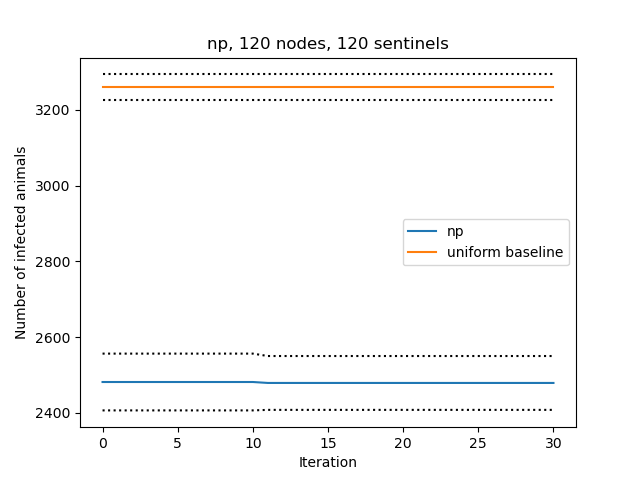 np, 120 nodes, 120 sentinels
Number of infected animals
3200
3000
2800
2600
2400
np
uniform baseline
0 5 10 15 20 25 30
Iteration